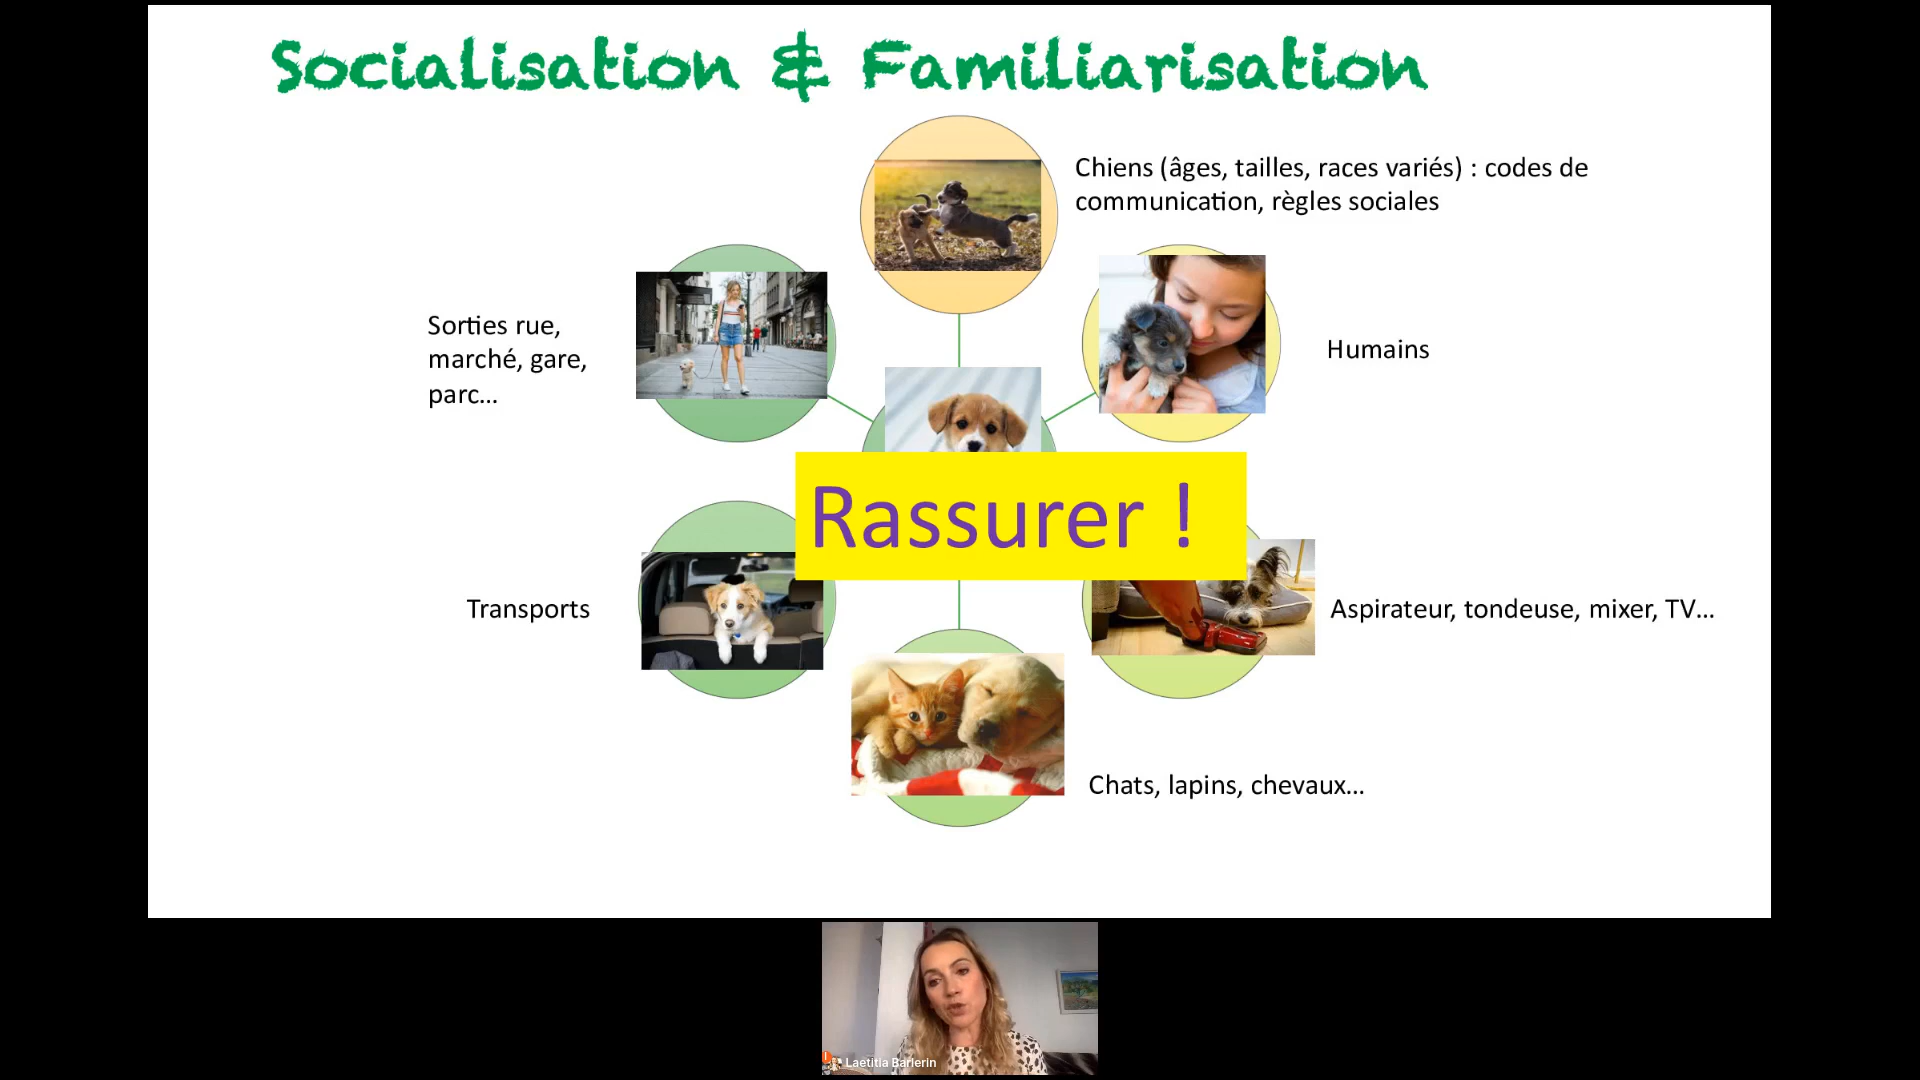 Socialisation & Familiarisation
Chiens (âges, tailles, races variés) : codes de
communication, règles sociales
Sorties rue,
marché, gare,
parc...
Humains
Rassurer !
Transports
Aspirateur, tondeuse, mixer, TV...
Chats, lapins, chevaux...
Laetitia Barlerin